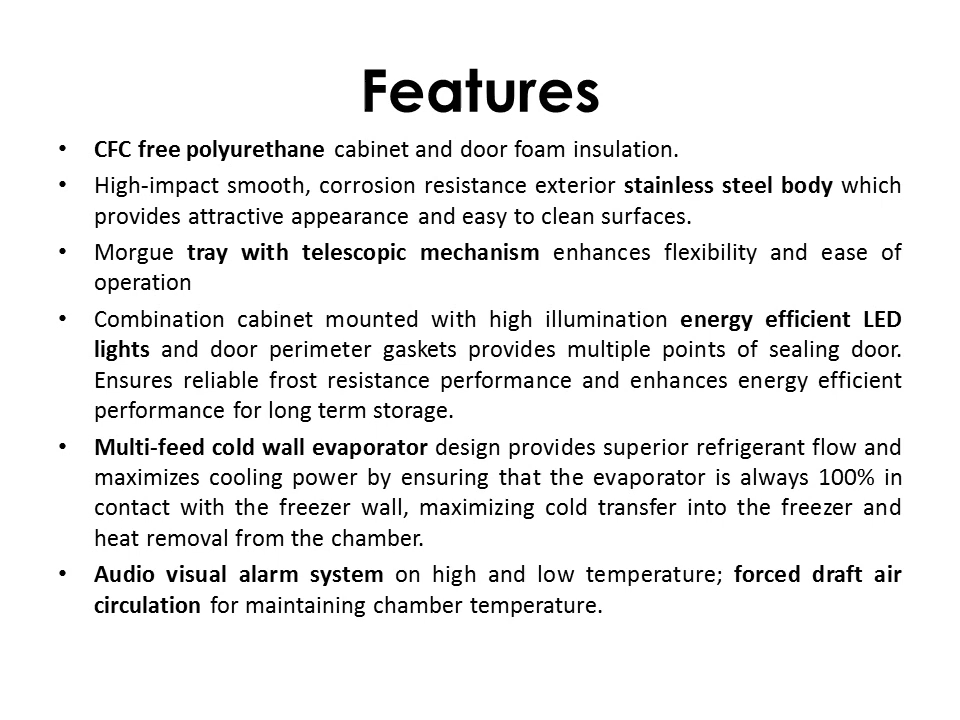 Features
• CFC free polyurethane cabinet and door foam insulation.
• High-impact smooth, corrosion resistance exterior stainless steel body which
provides attractive appearance and easy to clean surfaces.
• Morgue tray with telescopic mechanism enhances flexibility and ease of
operation
• Combination cabinet mounted with high illumination energy efficient LED
lights and door perimeter gaskets provides multiple points of sealing door.
Ensures reliable frost resistance performance and enhances energy efficient
performance for long term storage.
• Multi-feed cold wall evaporator design provides superior refrigerant flow and
maximizes cooling power by ensuring that the evaporator is always 100% in
contact with the freezer wall, maximizing cold transfer into the freezer and
heat removal from the chamber.
• Audio visual alarm system on high and low temperature; forced draft air
circulation for maintaining chamber temperature.